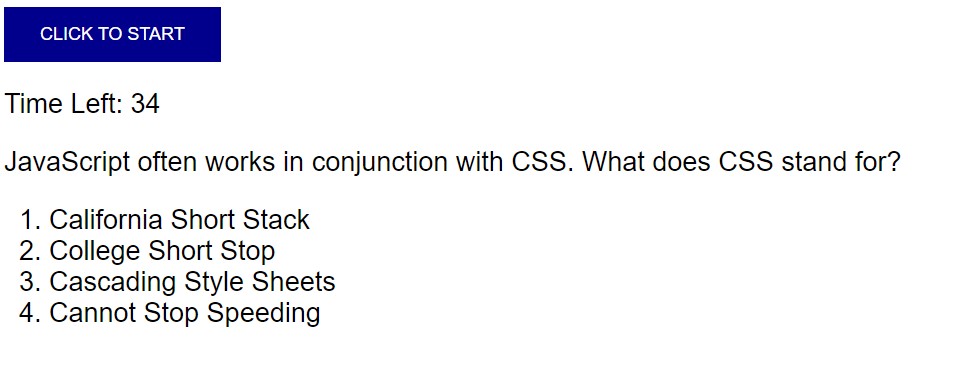 CLICK TO START
Time Left: 34
JavaScript often works in conjunction with CSS. What does CSS stand for?
1. California Short Stack
2. College Short Stop
3. Cascading Style Sheets
4. Cannot Stop Speeding